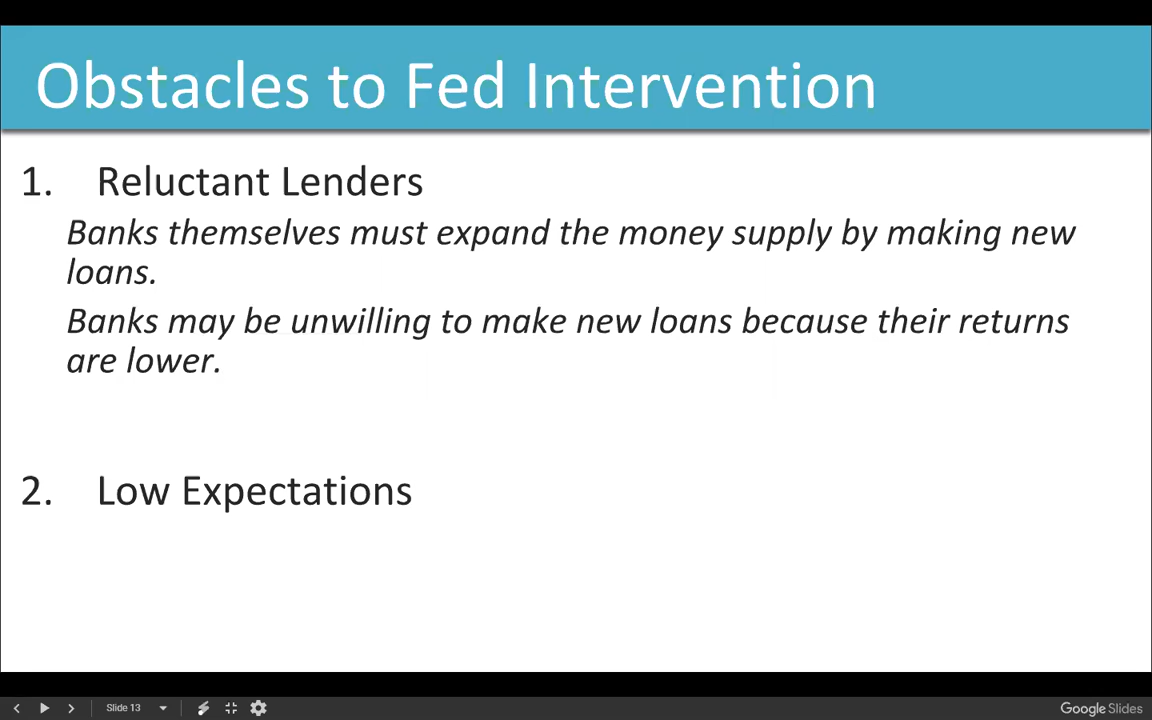 Obstacles to Fed Intervention
1. Reluctant Lenders
Banks themselves must expand the money supply by making new
loans.
Banks may be unwilling to make new loans because their returns
are lower.
2. Low Expectations
Slide 13
Google Slides